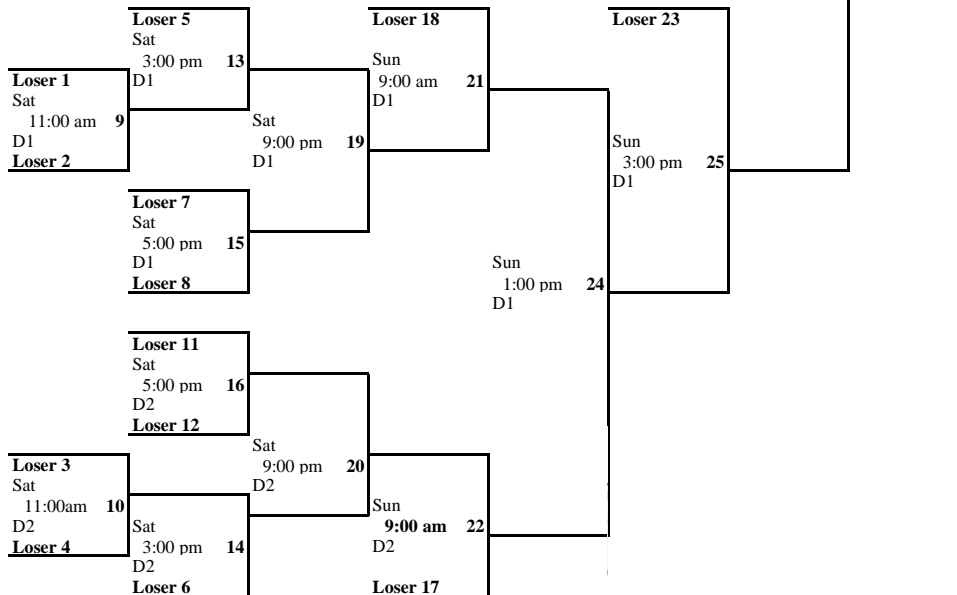 Loser 5
Sat
3:00 pm 13
D1
Loser 1
Sat
11:00 am 9
D1
Loser 2
Loser 18
Sun
9:00 am 21
D1
Sat
9:00 pm 19
D1
Loser 7
Sat
5:00 pm 15
D1
Loser 8
Loser 23
Sun
3:00 pm 25
D1
Sun
1:00 pm 24
D1
Loser 11
Sat
5:00 pm 16
D2
Loser 12
Sat
9:00 pm 20
D2
Loser 3
Sat
11:00am 10
D2
Loser 4
Sat
3:00 pm 14
D2
Loser 6
Sun
9:00 am 22
D2
Loser 17